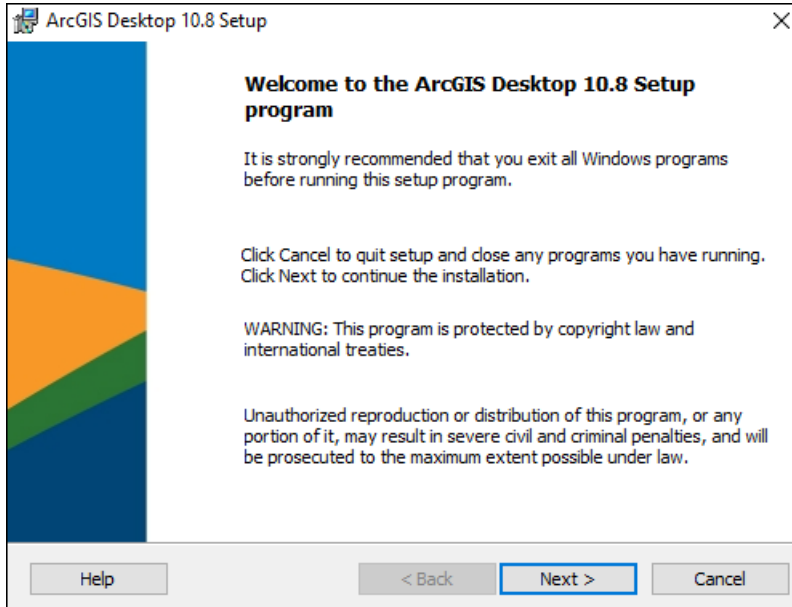 ArcGIS Desktop 10.8 Setup
Welcome to the ArcGIS Desktop 10.8 Setup
program
It is strongly recommended that you exit all Windows programs
before running this setup program.
Click Cancel to quit setup and close any programs you have running.
Click Next to continue the installation.
WARNING: This program is protected by copyright law and
international treaties.
Unauthorized reproduction or distribution of this program, or any
portion of it, may result in severe civil and criminal penalties, and will
be prosecuted to the maximum extent possible under law.
Help < Back Next > Cancel